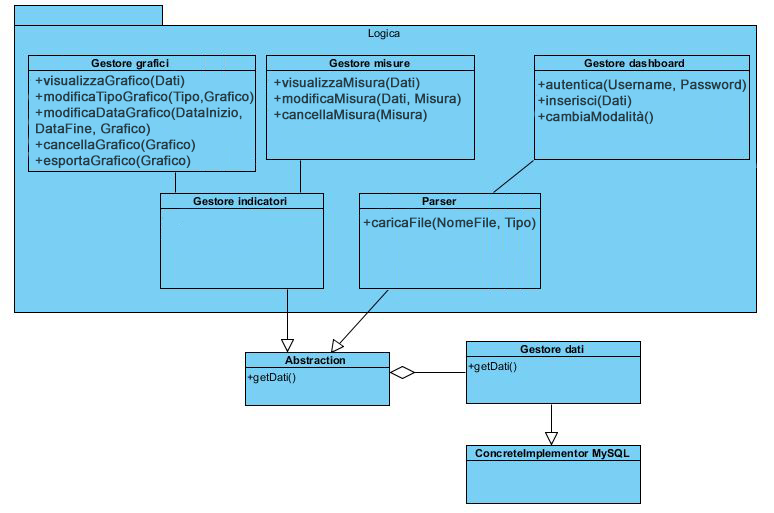 Logica
Gestore grafici
+visualizzaGrafico(Dati)
+modificaTipoGrafico(Tipo,Grafico)
+modificaDataGrafico(DataInizio,
DataFine, Grafico)
+cancellaGrafico(Grafico)
+esportaGrafico(Grafico)
Gestore misure
+visualizzaMisura(Dati)
+modificaMisura(Dati, Misura)
+cancellaMisura(Misura)
Gestore dashboard
+autentica(Username, Password)
+inserisci(Dati)
+cambiaModalità()
Gestore indicatori
Parser
+caricaFile(NomeFile, Tipo)
Abstraction
+getDati()
Gestore dati
+getDati()
ConcreteImplementor MySQL